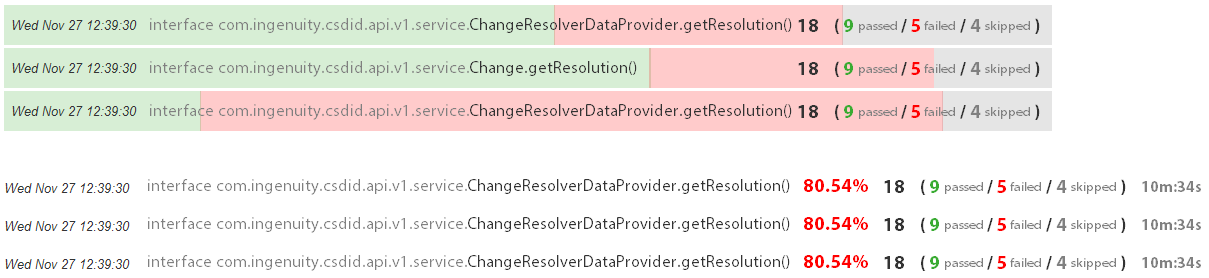 Wed Nov 27 12:39:30 interface com.ingenuity.csdid.api.v1.service.ChangeResolverDataProvider.getResolution() 18 ( 9 passed / 5 failed / 4 skipped )
Wed Nov 27 12:39:30 interface com.ingenuity.csdid.api.v1.service.Change.getResolution() 18 ( 9 passed / 5 failed / 4 skipped )
Wed Nov 27 12:39:30 interface com.ingenuity.csdid.api.v1.service.ChangeResolverDataProvider.getResolution() 18 ( 9 passed / 5 failed / 4 skipped )
Wed Nov 27 12:39:30 interface com.ingenuity.csdid.api.v1.service.ChangeResolverDataProvider.getResolution() 80.54% 18 ( 9 passed / 5 failed / 4 skipped ) 10m:34s
Wed Nov 27 12:39:30 interface com.ingenuity.csdid.api.v1.service.ChangeResolverDataProvider.getResolution() 80.54% 18 ( 9 passed / 5 failed / 4 skipped ) 10m:34s
Wed Nov 27 12:39:30 interface com.ingenuity.csdid.api.v1.service.ChangeResolverDataProvider.getResolution() 80.54% 18 ( 9 passed / 5 failed / 4 skipped ) 10m:34s